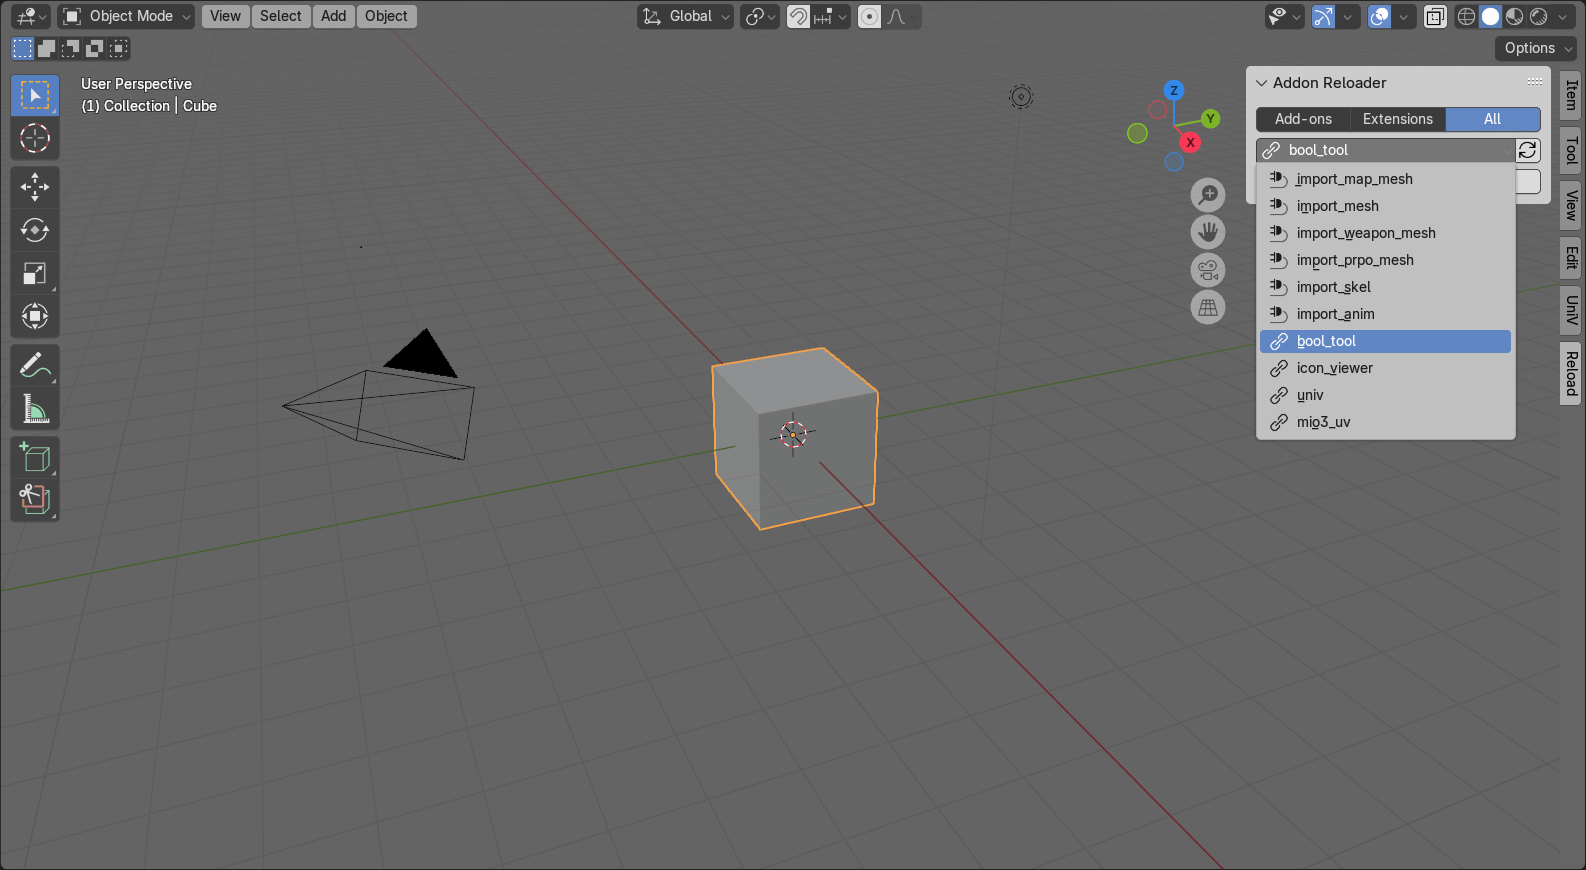 Object Mode
View
Select
Add
Object
Global
Options
User Perspective
(1) Collection | Cube
Z
Y
X
Addon Reloader
Add-ons
Extensions
All
bool_tool
import_map_mesh
import_mesh
import_weapon_mesh
import_prpo_mesh
import_skel
import_anim
bool_tool
icon_viewer
univ
mio3_uv
Item
Tool
View
Edit
UniV
Reload